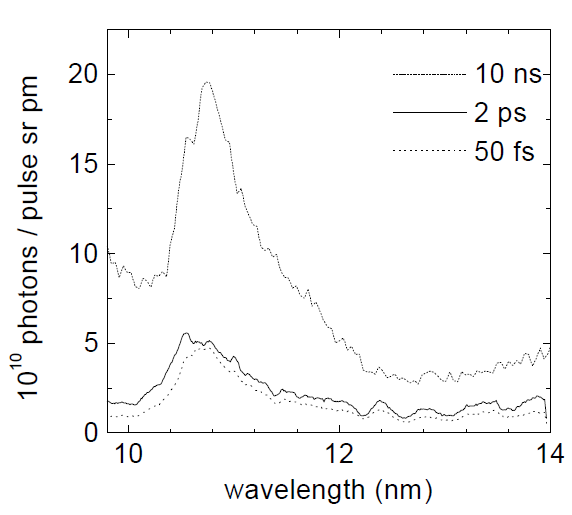 20
15
10
5
0
10
12
14
10 ns
2 ps
50 fs
wavelength (nm)
10¹⁰ photons / pulse sr pm